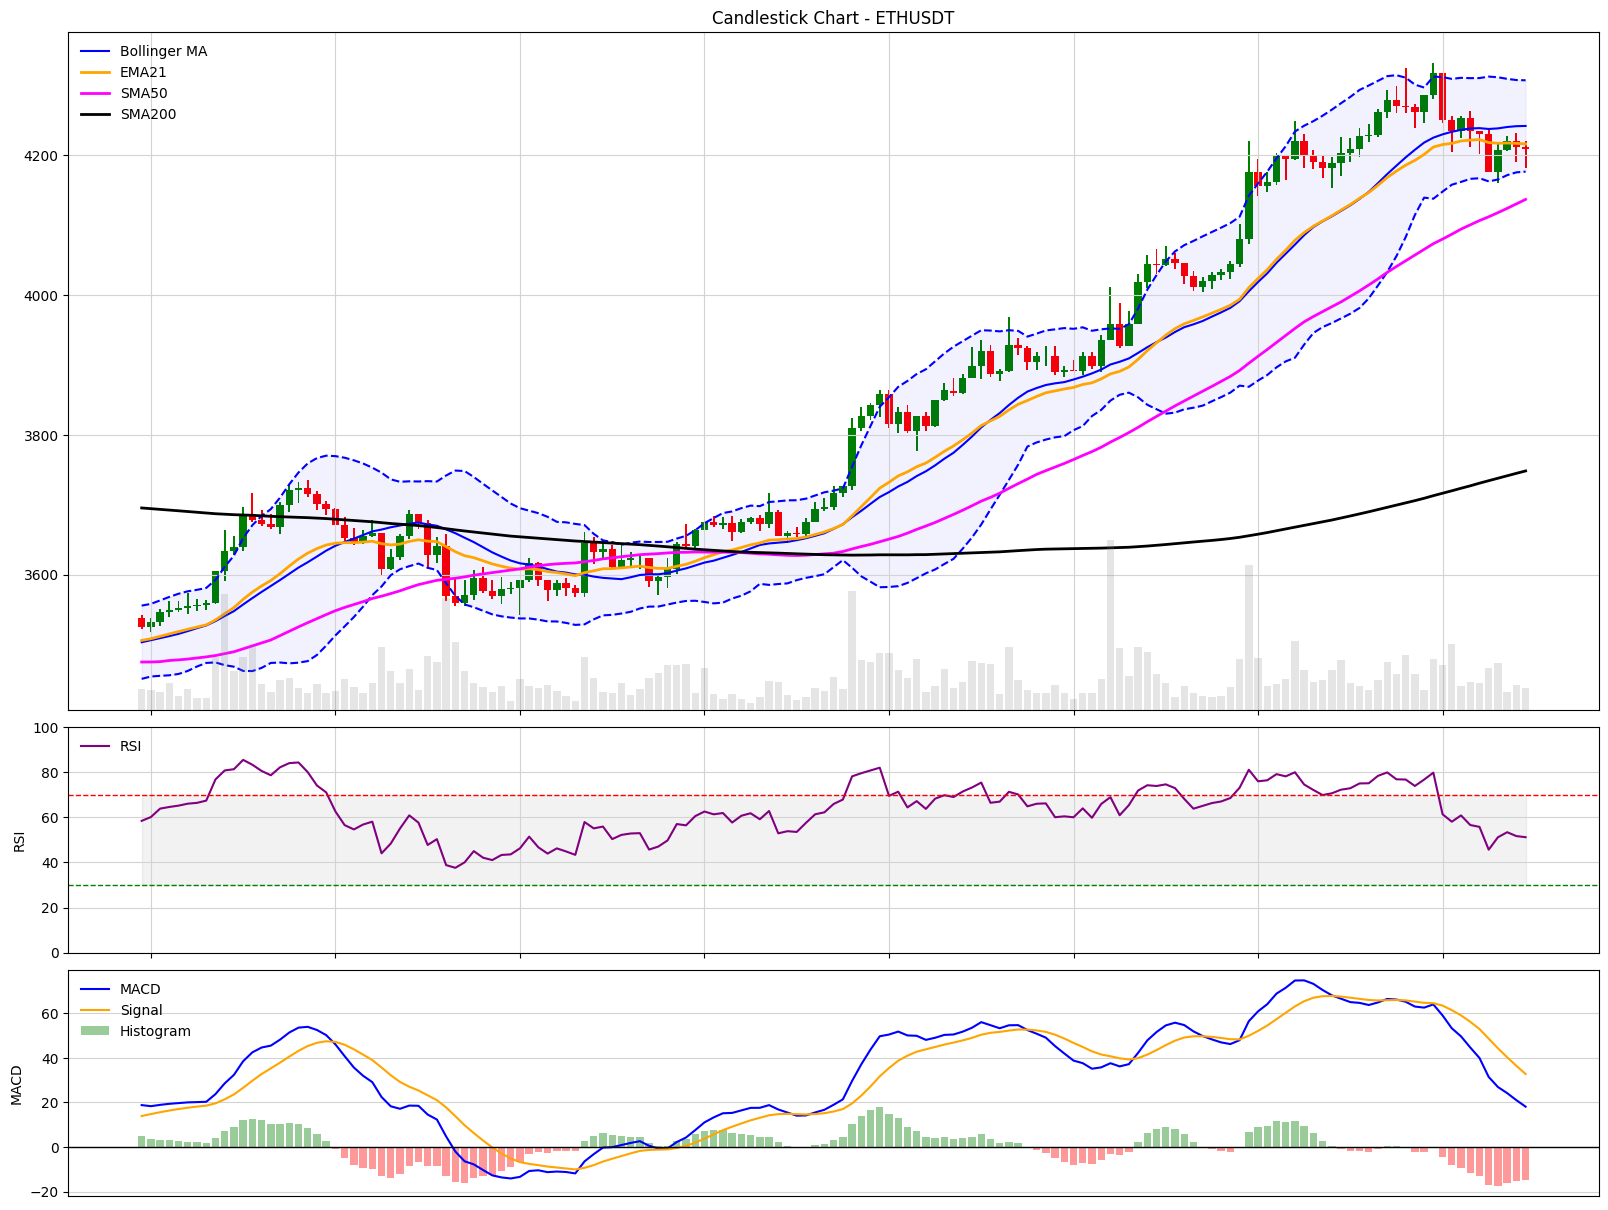 Candlestick Chart - ETHUSDT
Bollinger MA
EMA21
SMA50
SMA200
4200
4000
3800
3600
100
80
60
40
20
0
RSI
RSI
60
40
20
0
−20
MACD
MACD
Signal
Histogram